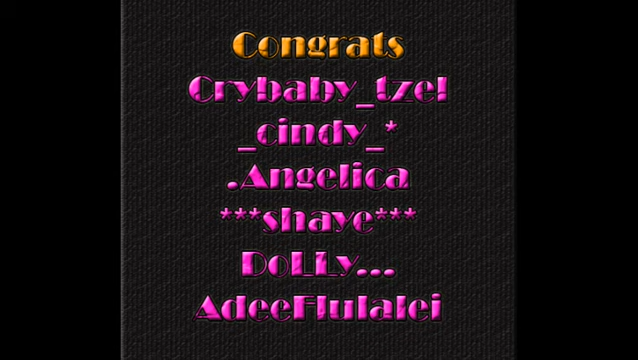 Congrats
Crybaby_tzel
_cindy_*
.Angelica
***shaye***
DoLLy...
AdeeFlulalei